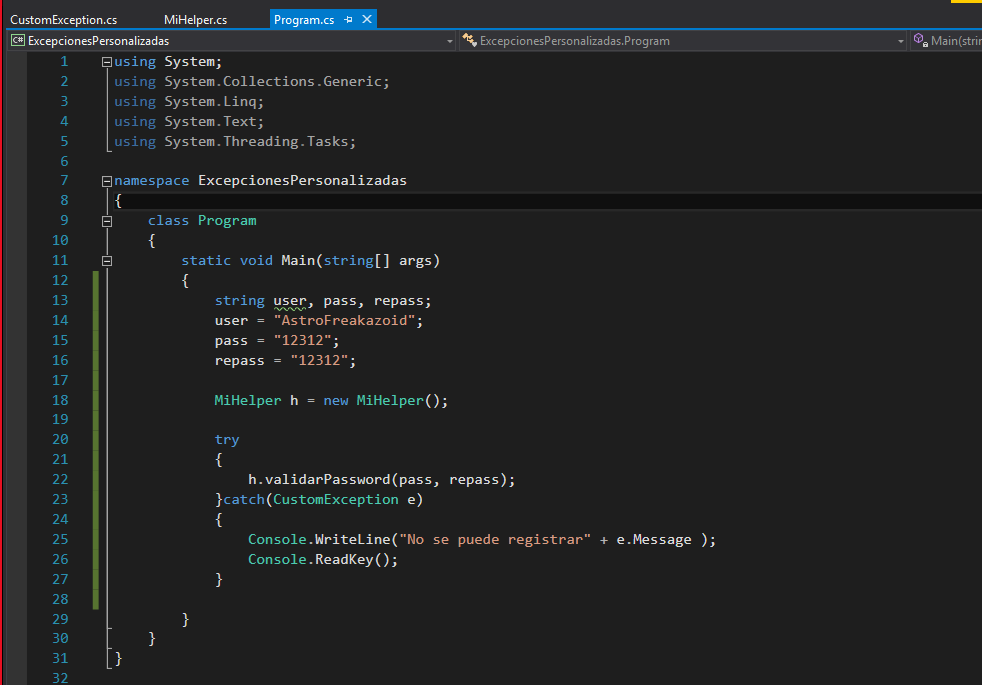 CustomException.cs MiHelper.cs Program.cs
C# ExcepcionesPersonalizadas ExcepcionesPersonalizadas.Program Main(strin
1 using System;
2 using System.Collections.Generic;
3 using System.Linq;
4 using System.Text;
5 using System.Threading.Tasks;
6
7 namespace ExcepcionesPersonalizadas
8 {
9 class Program
10 {
11 static void Main(string[] args)
12 {
13 string user, pass, repass;
14 user = "AstroFreakazoid";
15 pass = "12312";
16 repass = "12312";
17
18 MiHelper h = new MiHelper();
19
20 try
21 {
22 h.validarPassword(pass, repass);
23 }catch(CustomException e)
24 {
25 Console.WriteLine("No se puede registrar" + e.Message );
26 Console.ReadKey();
27 }
28
29 }
30 }
31 }
32